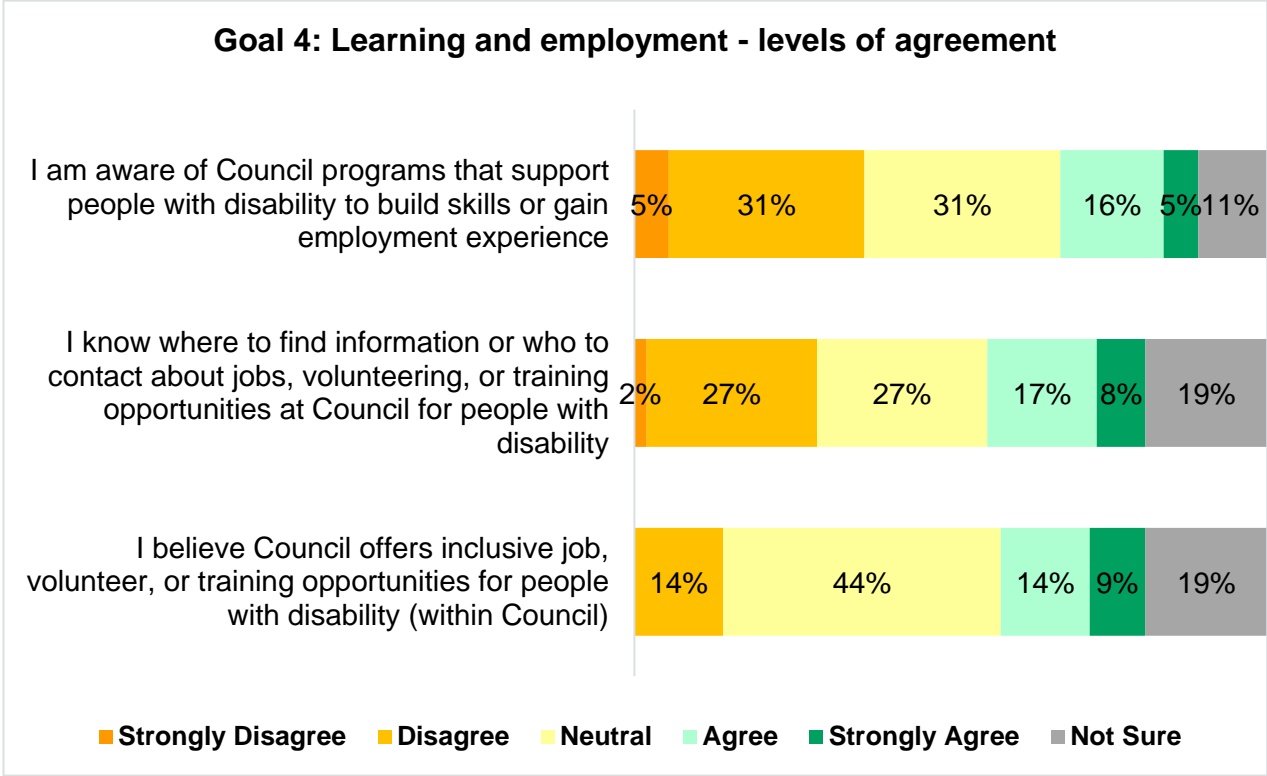 Goal 4: Learning and employment - levels of agreement
I am aware of Council programs that support
people with disability to build skills or gain
employment experience
5% 31% 31% 16% 5% 11%
I know where to find information or who to
contact about jobs, volunteering, or training
opportunities at Council for people with
disability
2% 27% 27% 17% 8% 19%
I believe Council offers inclusive job,
volunteer, or training opportunities for people
with disability (within Council)
14% 44% 14% 9% 19%
Strongly Disagree Disagree Neutral Agree Strongly Agree Not Sure